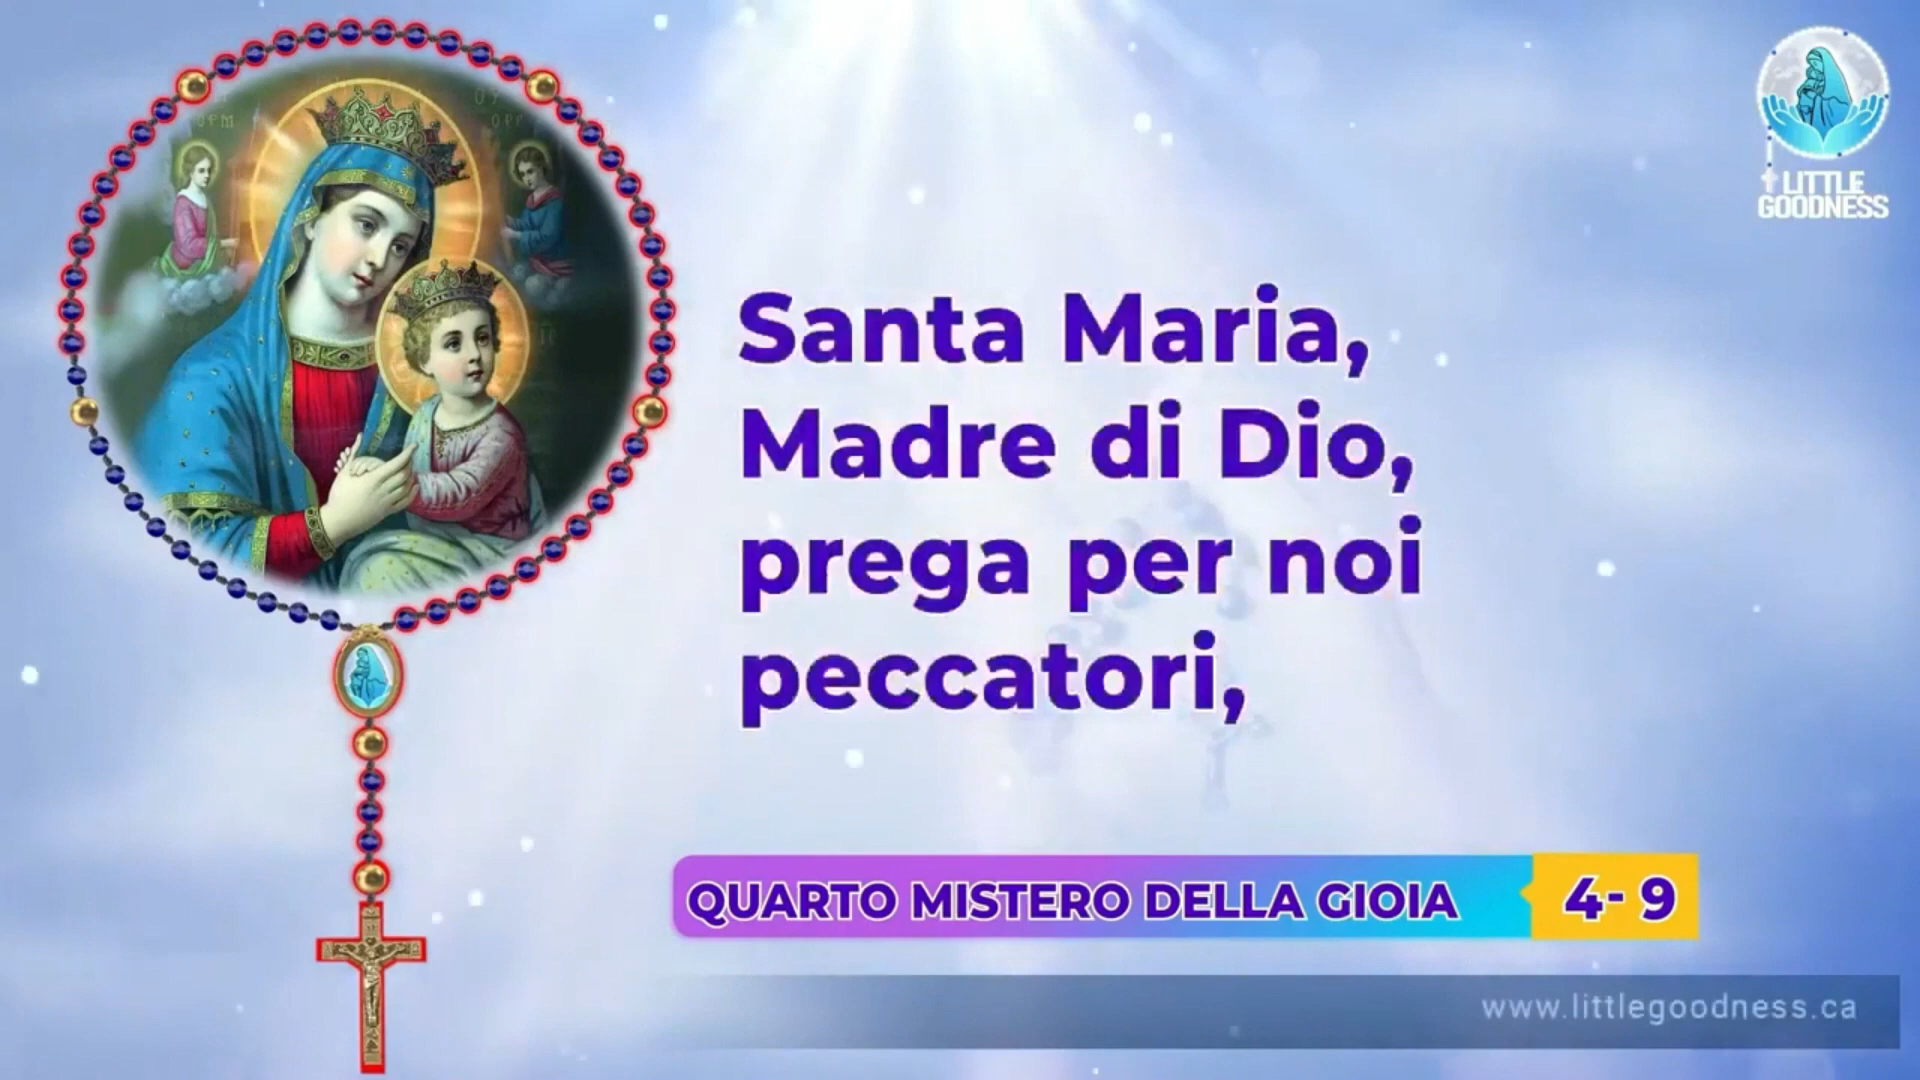 LITTLE
GOODNESS
Santa Maria,
Madre di Dio,
prega per noi
peccatori,
QUARTO MISTERO DELLA GIOIA 4- 9
www.littlegoodness.ca